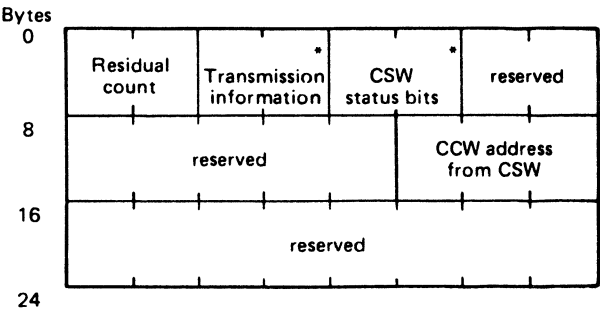 Bytes
0
*
*
Residual
count
Transmission
information
CSW
status bits
reserved
8
reserved
CCW address
from CSW
16
reserved
24